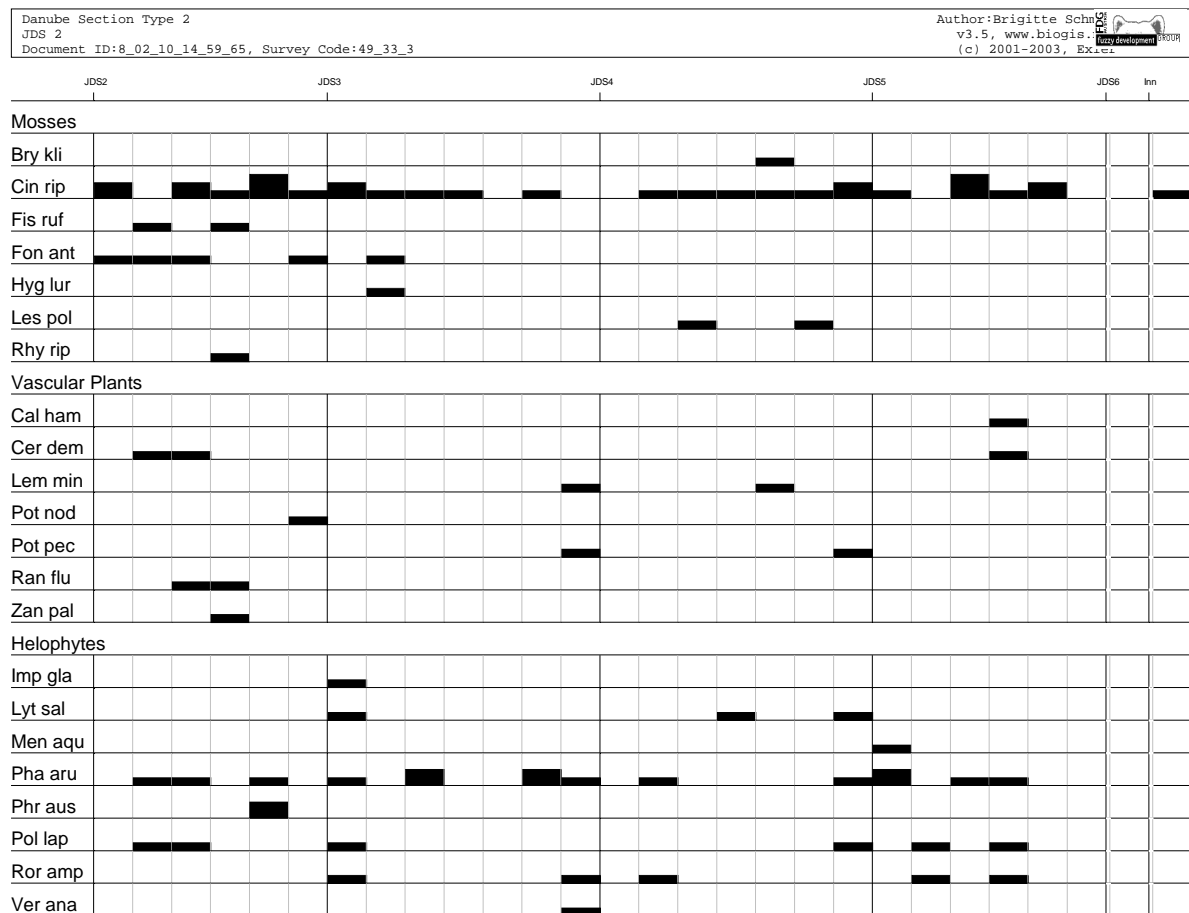 Danube Section Type 2
JDS 2
Document ID:8_02_10_14_59_65, Survey Code:49_33_3
Author:Brigitte
v3.5, www.biogis.
(c) 2001-2003,
FDG
fuzzy development GROUP
JDS2 JDS3 JDS4 JDS5 JDS6 Inn
Mosses
Bry kli
Cin rip
Fis ruf
Fon ant
Hyg lur
Les pol
Rhy rip
Vascular Plants
Cal ham
Cer dem
Lem min
Pot nod
Pot pec
Ran flu
Zan pal
Helophytes
Imp gla
Lyt sal
Men aqu
Pha aru
Phr aus
Pol lap
Ror amp
Ver ana